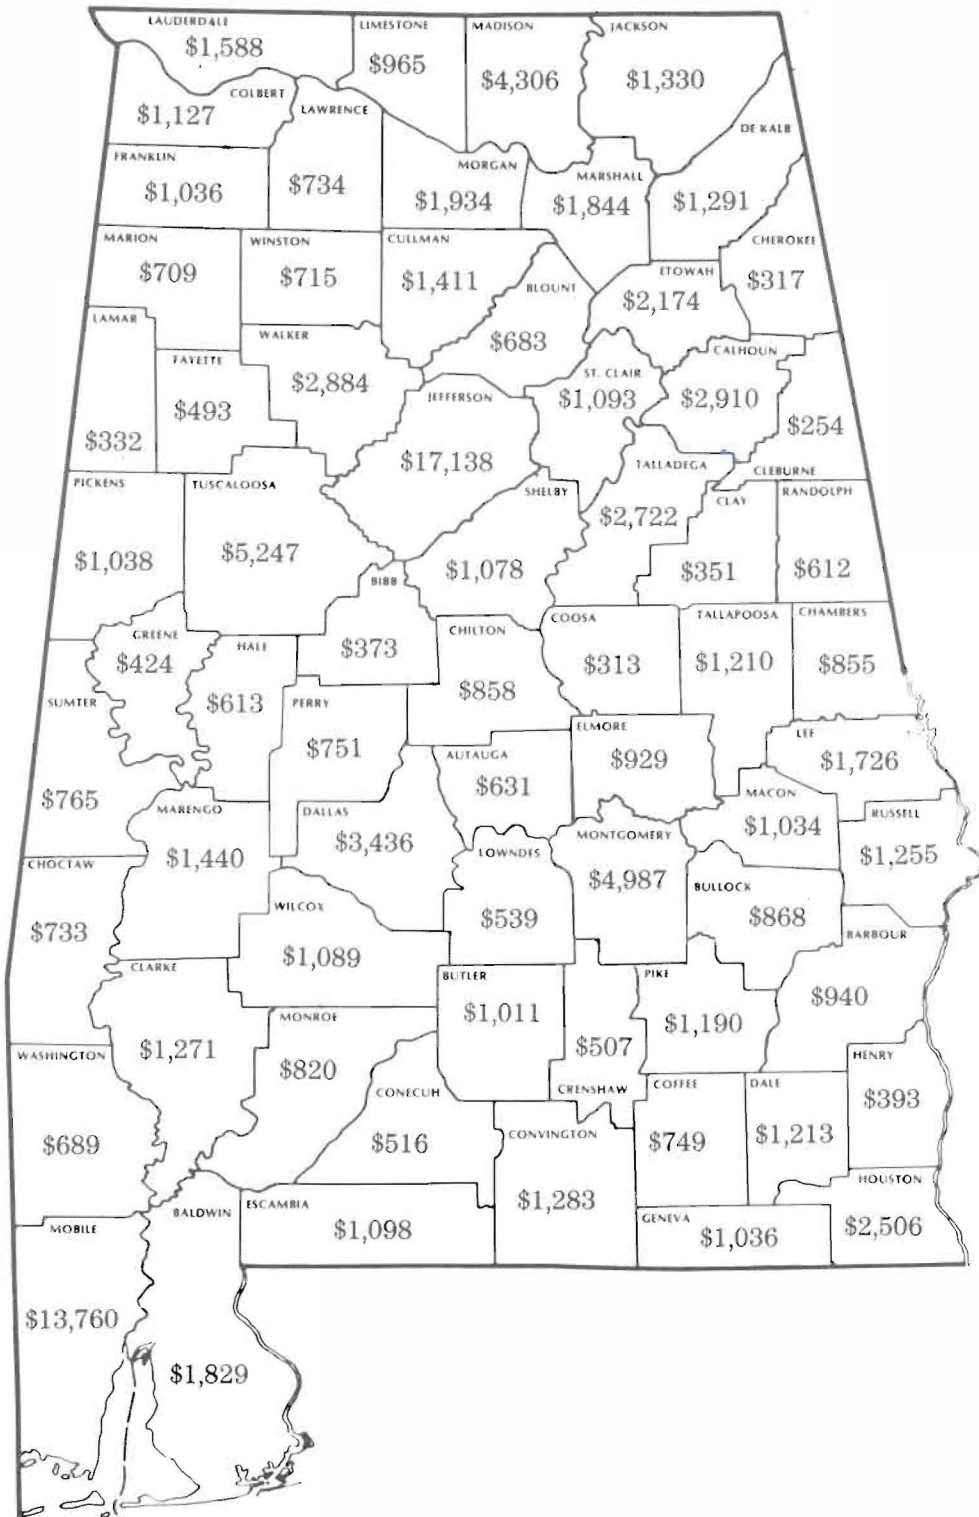 LAUDERDALE
$1,588
LIMESTONE
$965
MADISON
$4,306
JACKSON
$1,330
COLBERT
$1,127
LAWRENCE
$734
DE KALB
$1,291
FRANKLIN
$1,036
MORGAN
$1,934
MARSHALL
$1,844
MARION
$709
WINSTON
$715
CULLMAN
$1,411
BLOUNT
$683
ETOWAH
$2,174
CHEROKEE
$317
LAMAR
$332
FAYETTE
$493
WALKER
$2,884
JEFFERSON
$17,138
ST. CLAIR
$1,093
CALHOUN
$2,910
$254
CLEBURNE
PICKENS
$1,038
TUSCALOOSA
$5,247
SHELBY
$1,078
TALLADEGA
$2,722
CLAY
$351
RANDOLPH
$612
BIBB
$373
GREENE
$424
HALE
$613
CHILTON
$858
COOSA
$313
TALLAPOOSA
$1,210
CHAMBERS
$855
SUMTER
$765
PERRY
$751
AUTAUGA
$631
ELMORE
$929
LEE
$1,726
MARENGO
$1,440
DALLAS
$3,436
LOWNDES
$539
MONTGOMERY
$4,987
MACON
$1,034
RUSSELL
$1,255
CHOCTAW
$733
WILCOX
$1,089
BULLOCK
$868
BARBOUR
$940
CLARKE
$1,271
BUTLER
$1,011
PIKE
$1,190
WASHINGTON
$689
MONROE
$820
CONECUH
$516
$507
CRENSHAW
COFFEE
$749
DALE
$1,213
HENRY
$393
CONVINGTON
$1,283
HOUSTON
$2,506
MOBILE
$13,760
BALDWIN
$1,829
ESCAMBIA
$1,098
GENEVA
$1,036